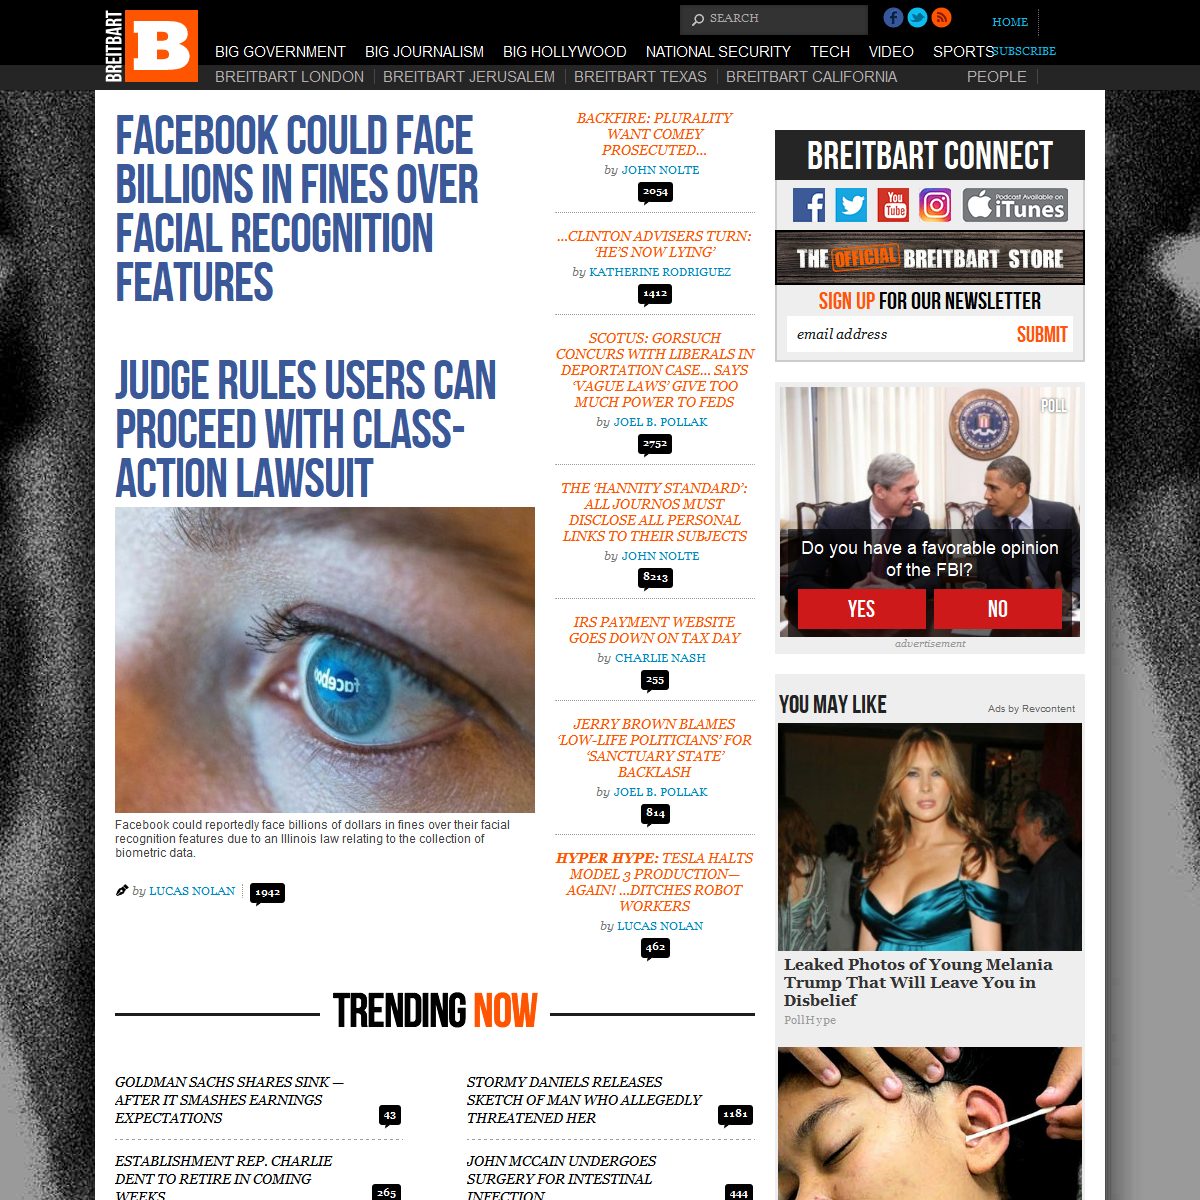 BREITBART
B
SEARCH
HOME
SUBSCRIBE
BIG GOVERNMENT
BIG JOURNALISM
BIG HOLLYWOOD
NATIONAL SECURITY
TECH
VIDEO
SPORTS
BREITBART LONDON
BREITBART JERUSALEM
BREITBART TEXAS
BREITBART CALIFORNIA
PEOPLE
FACEBOOK COULD FACE
BILLIONS IN FINES OVER
FACIAL RECOGNITION
FEATURES
JUDGE RULES USERS CAN
PROCEED WITH CLASS-
ACTION LAWSUIT
facebook
Facebook could reportedly face billions of dollars in fines over their facial
recognition features due to an Illinois law relating to the collection of
biometric data.
by LUCAS NOLAN
1942
BACKFIRE: PLURALITY
WANT COMEY
PROSECUTED...
by JOHN NOLTE
2054
...CLINTON ADVISERS TURN:
‘HE’S NOW LYING’
by KATHERINE RODRIGUEZ
1412
SCOTUS: GORSUCH
CONCURS WITH LIBERALS IN
DEPORTATION CASE... SAYS
‘VAGUE LAWS’ GIVE TOO
MUCH POWER TO FEDS
by JOEL B. POLLAK
2752
THE ‘HANNITY STANDARD’:
ALL JOURNOS MUST
DISCLOSE ALL PERSONAL
LINKS TO THEIR SUBJECTS
by JOHN NOLTE
8213
IRS PAYMENT WEBSITE
GOES DOWN ON TAX DAY
by CHARLIE NASH
255
JERRY BROWN BLAMES
‘LOW-LIFE POLITICIANS’ FOR
‘SANCTUARY STATE’
BACKLASH
by JOEL B. POLLAK
814
HYPER HYPE: TESLA HALTS
MODEL 3 PRODUCTION—
AGAIN! ...DITCHES ROBOT
WORKERS
by LUCAS NOLAN
462
BREITBART CONNECT
You
Tube
Podcast Available on
iTunes
THE OFFICIAL BREITBART STORE
SIGN UP FOR OUR NEWSLETTER
email address
SUBMIT
POLL
Do you have a favorable opinion
of the FBI?
YES
NO
advertisement
YOU MAY LIKE
Ads by Revcontent
Leaked Photos of Young Melania
Trump That Will Leave You in
Disbelief
PollHype
TRENDING NOW
GOLDMAN SACHS SHARES SINK —
AFTER IT SMASHES EARNINGS
EXPECTATIONS
43
STORMY DANIELS RELEASES
SKETCH OF MAN WHO ALLEGEDLY
THREATENED HER
1181
ESTABLISHMENT REP. CHARLIE
DENT TO RETIRE IN COMING
WEEKS
265
JOHN MCCAIN UNDERGOES
SURGERY FOR INTESTINAL
INFECTION
444